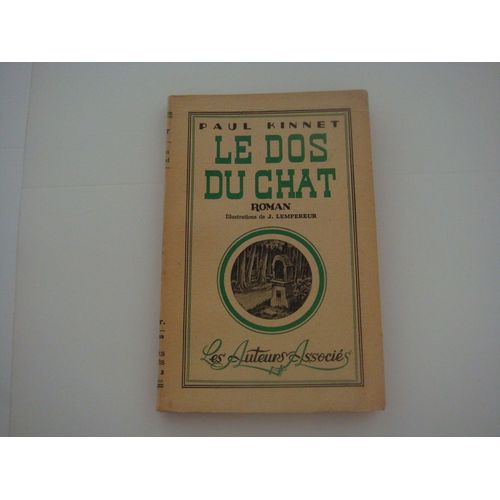 PAUL KINNET
LE DOS
DU CHAT
ROMAN
Illustrations de J. LEMPEREUR
Les Auteurs Associés